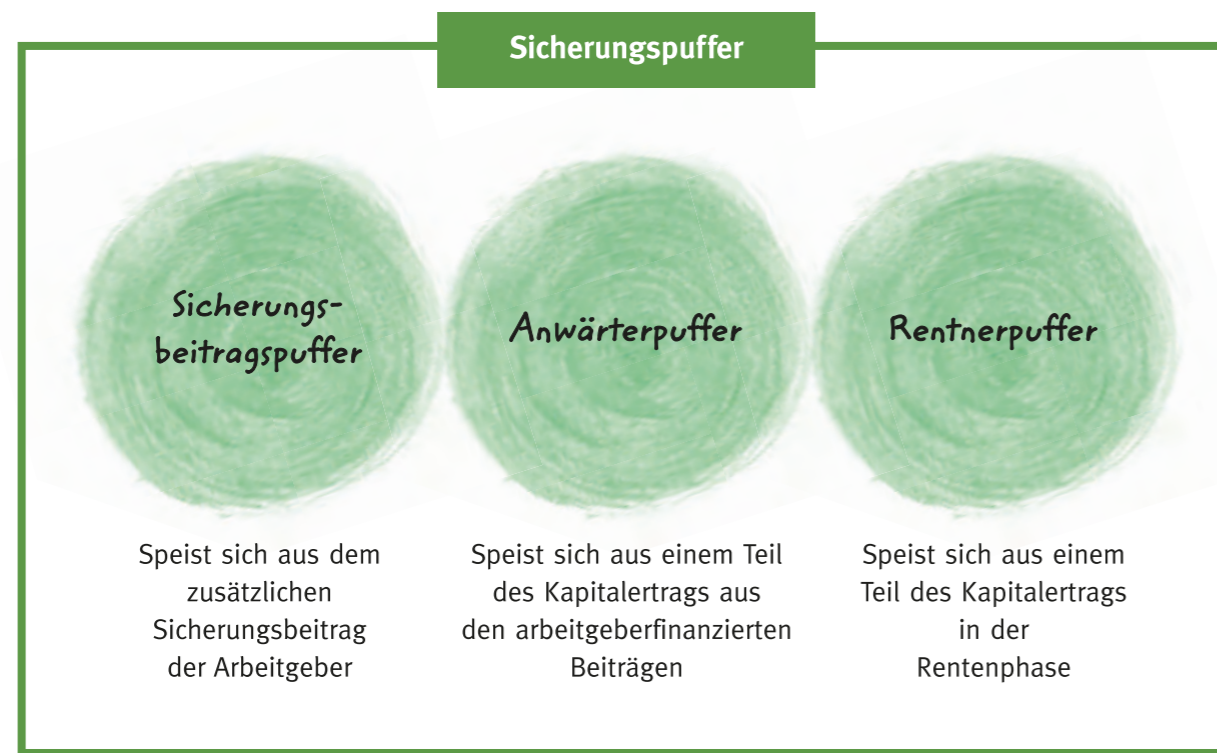 Sicherungspuffer
Sicherungs-
beitragspuffer
Anwärterpuffer
Rentnerpuffer
Speist sich aus dem
zusätzlichen
Sicherungsbeitrag
der Arbeitgeber
Speist sich aus einem Teil
des Kapitalertrags aus
den arbeitgeberfinanzierten
Beiträgen
Speist sich aus einem
Teil des Kapitalertrags
in der
Rentenphase